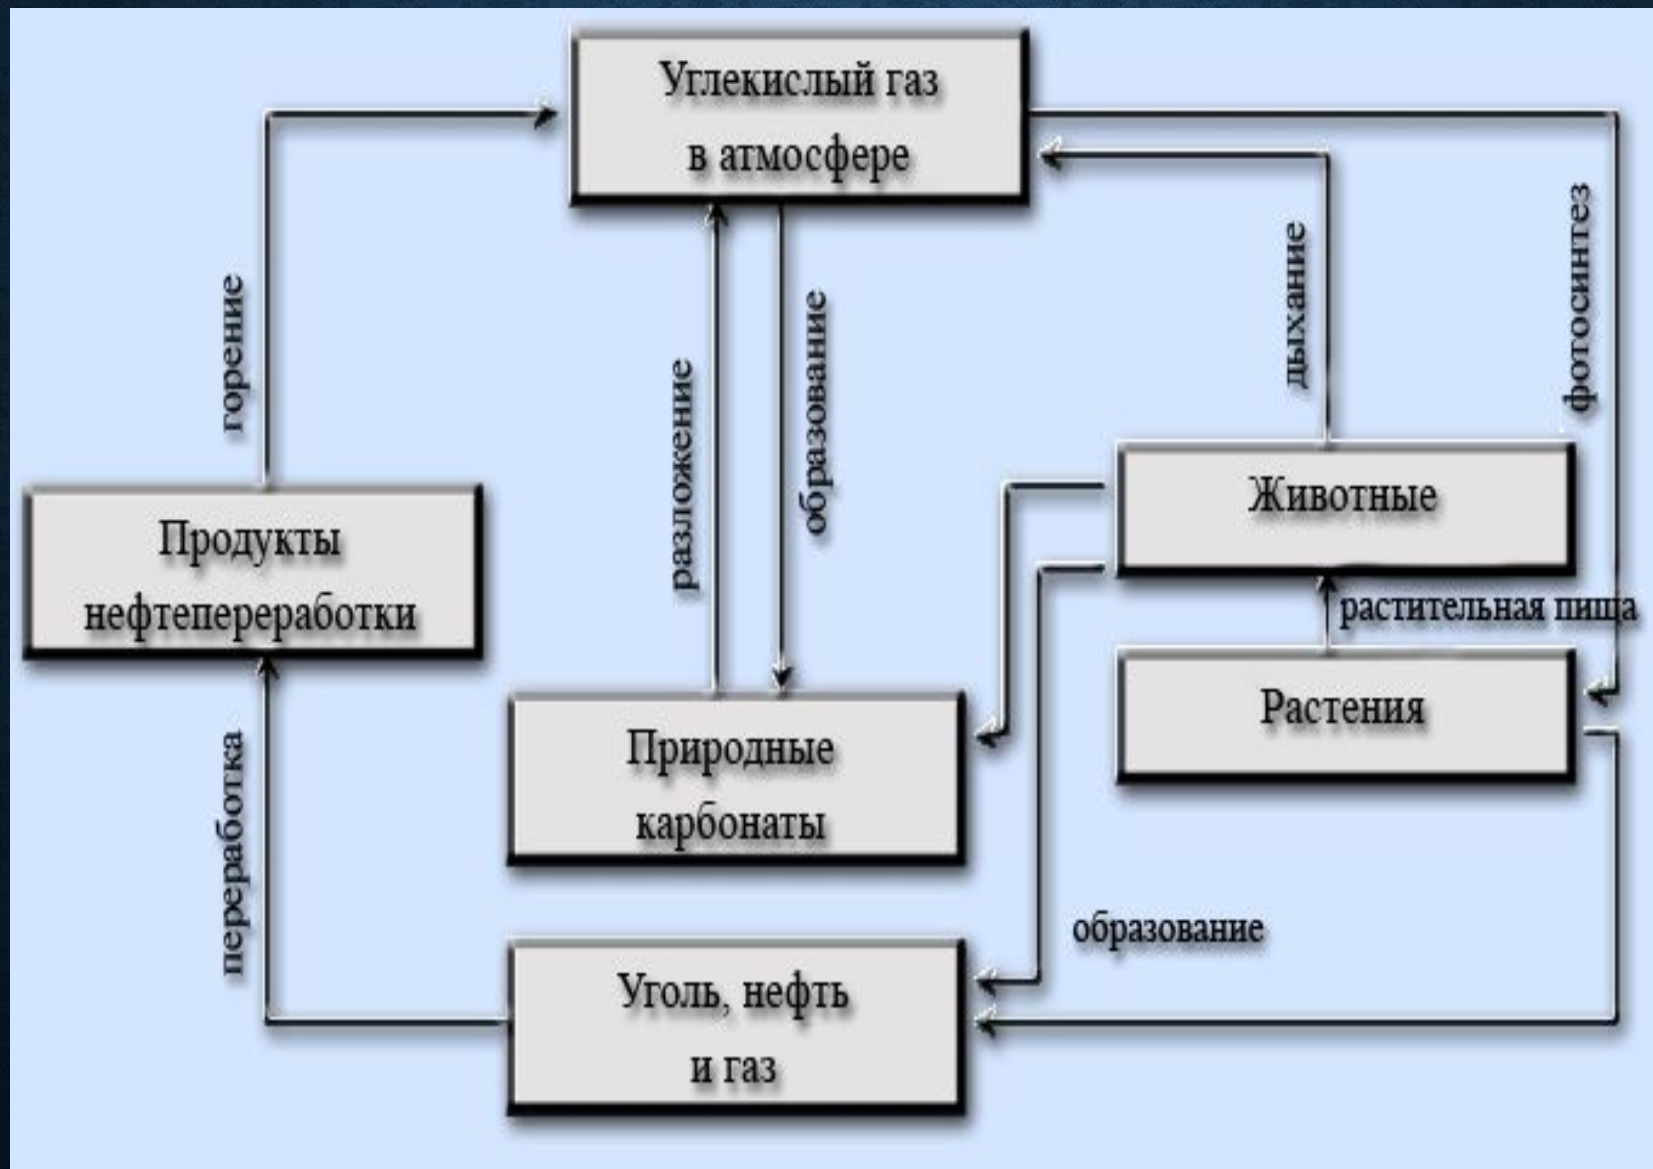 Углекислый газ
в атмосфере
горение
разложение
образование
дыхание
фотосинтез
Продукты
нефтепереработки
Животные
растительная пища
Растения
Природные
карбонаты
переработка
образование
Уголь, нефть
и газ